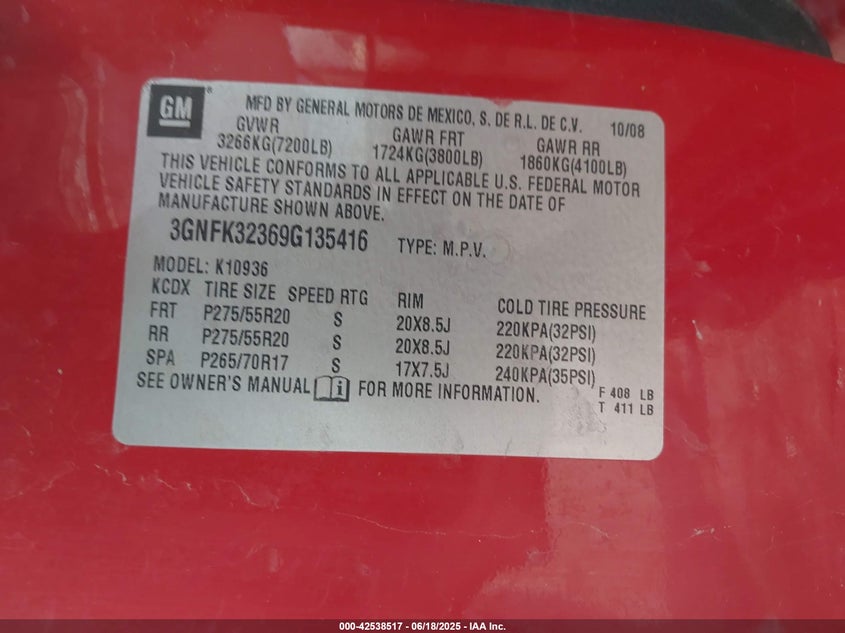 GM
MFD BY GENERAL MOTORS DE MEXICO, S. DE R.L. DE C.V. 10/08
GVWR GAWR FRT GAWR RR
3266KG(7200LB) 1724KG(3800LB) 1860KG(4100LB)
THIS VEHICLE CONFORMS TO ALL APPLICABLE U.S. FEDERAL MOTOR
VEHICLE SAFETY STANDARDS IN EFFECT ON THE DATE OF
MANUFACTURE SHOWN ABOVE.
3GNFK32369G135416 TYPE: M.P.V.
MODEL: K10936
KCDX TIRE SIZE SPEED RTG RIM COLD TIRE PRESSURE
FRT P275/55R20 S 20X8.5J 220KPA(32PSI)
RR P275/55R20 S 20X8.5J 220KPA(32PSI)
SPA P265/70R17 S 17X7.5J 240KPA(35PSI)
SEE OWNER'S MANUAL FOR MORE INFORMATION.
F 408 LB
T 411 LB
000-42538517 - 06/18/2025 - IAA Inc.